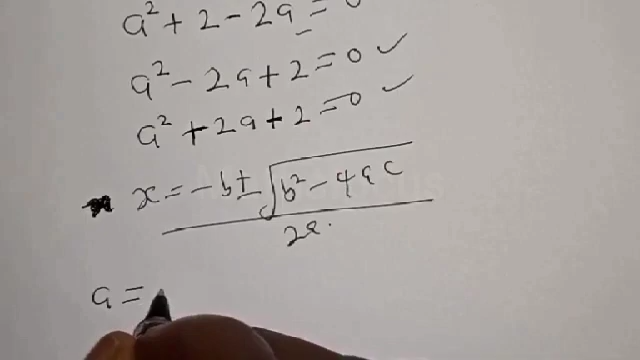 a² + 2 - 2a = 0
a² - 2a + 2 = 0 ✓
a² + 2a + 2 = 0 ✓
x = -b ± √b² - 4ac
2a.
a =